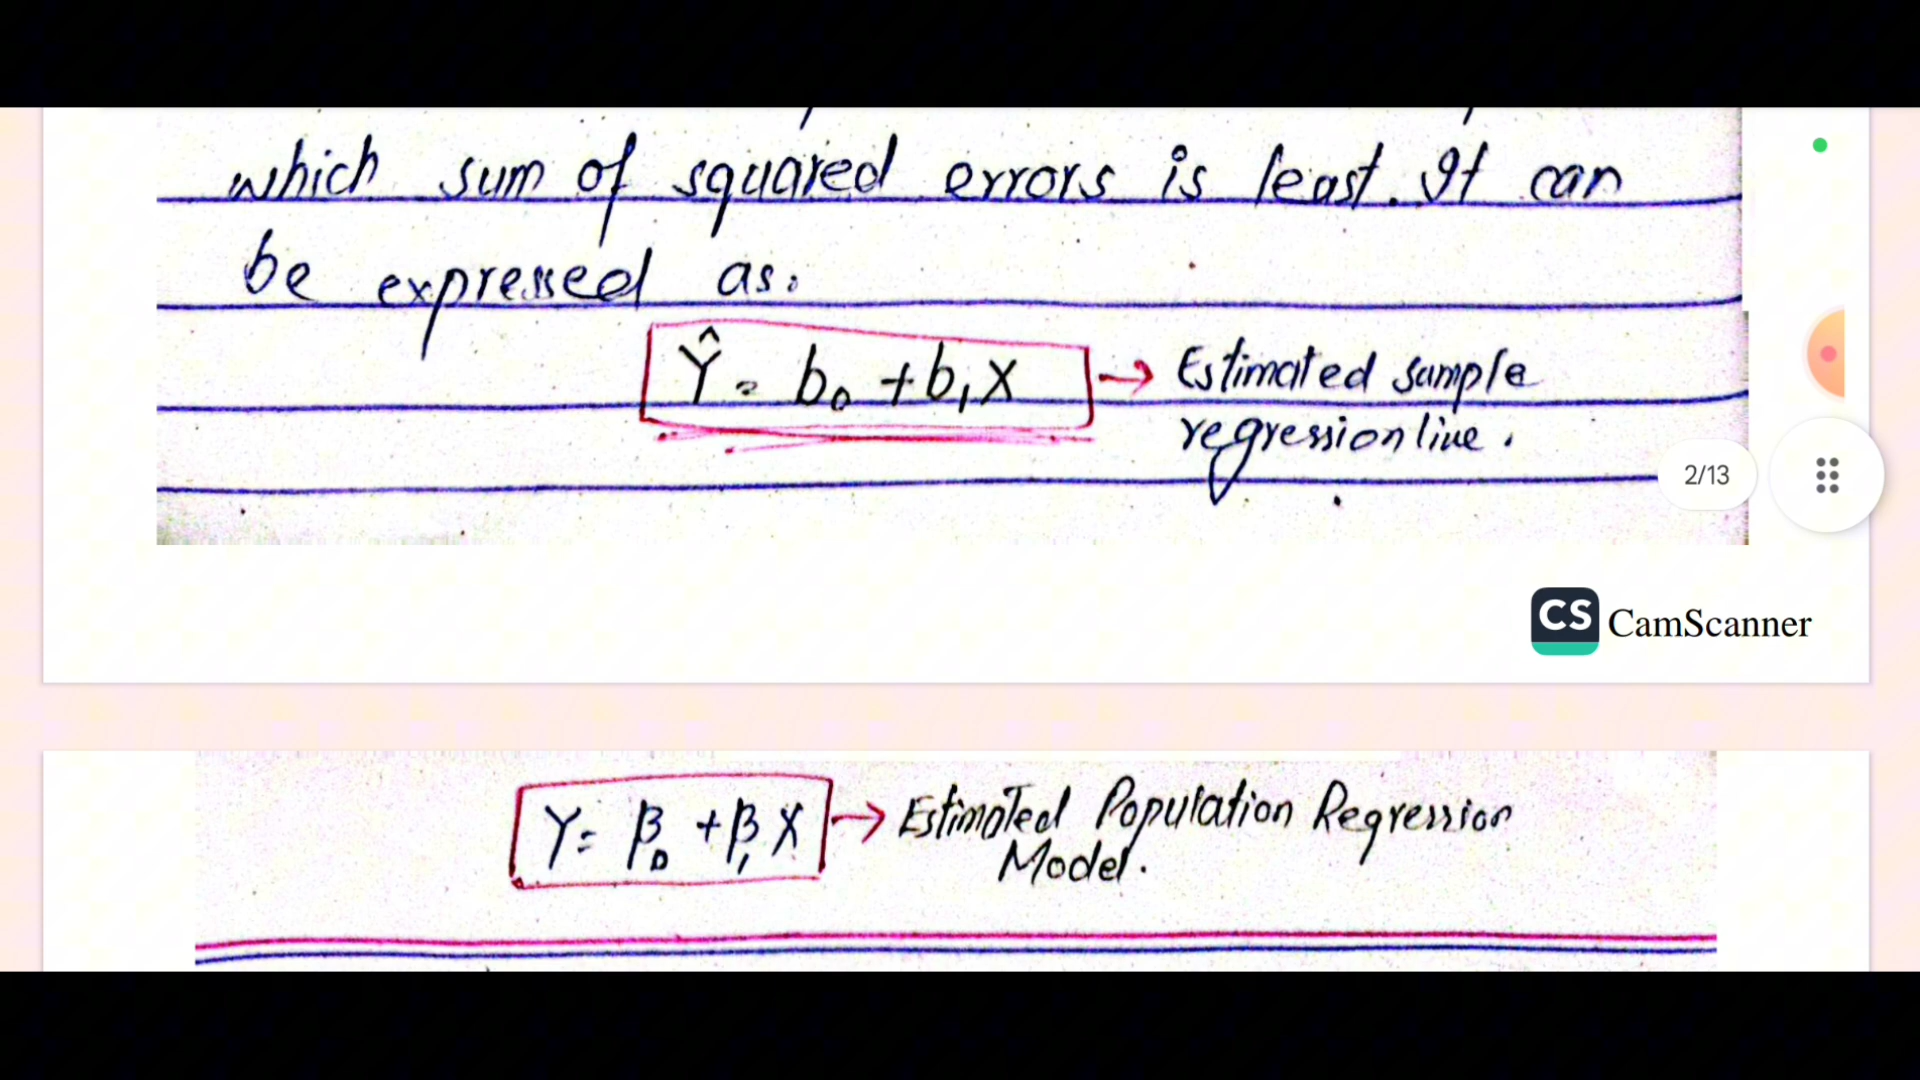 which sum of squared errors is least. It can
be expressed as.
Ŷ = b₀ + b₁X → Estimated sample
regression line.
2/13
CS CamScanner
Y = β₀ + β₁X → Estimated Population Regression
Model.